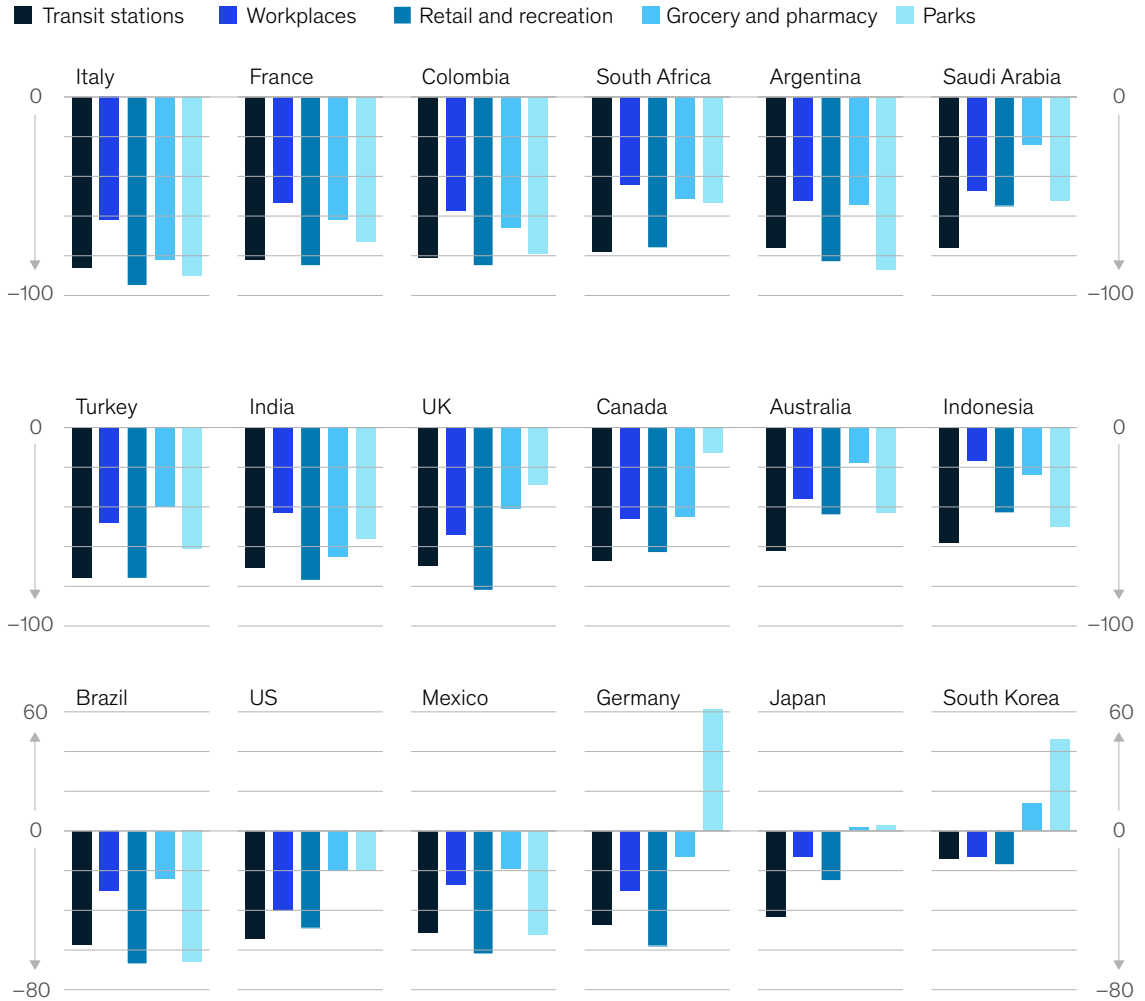 Transit stations Workplaces Retail and recreation Grocery and pharmacy Parks
Italy France Colombia South Africa Argentina Saudi Arabia
0 0
–100 –100
Turkey India UK Canada Australia Indonesia
0 0
–100 –100
Brazil US Mexico Germany Japan South Korea
60 60
0 0
–80 –80